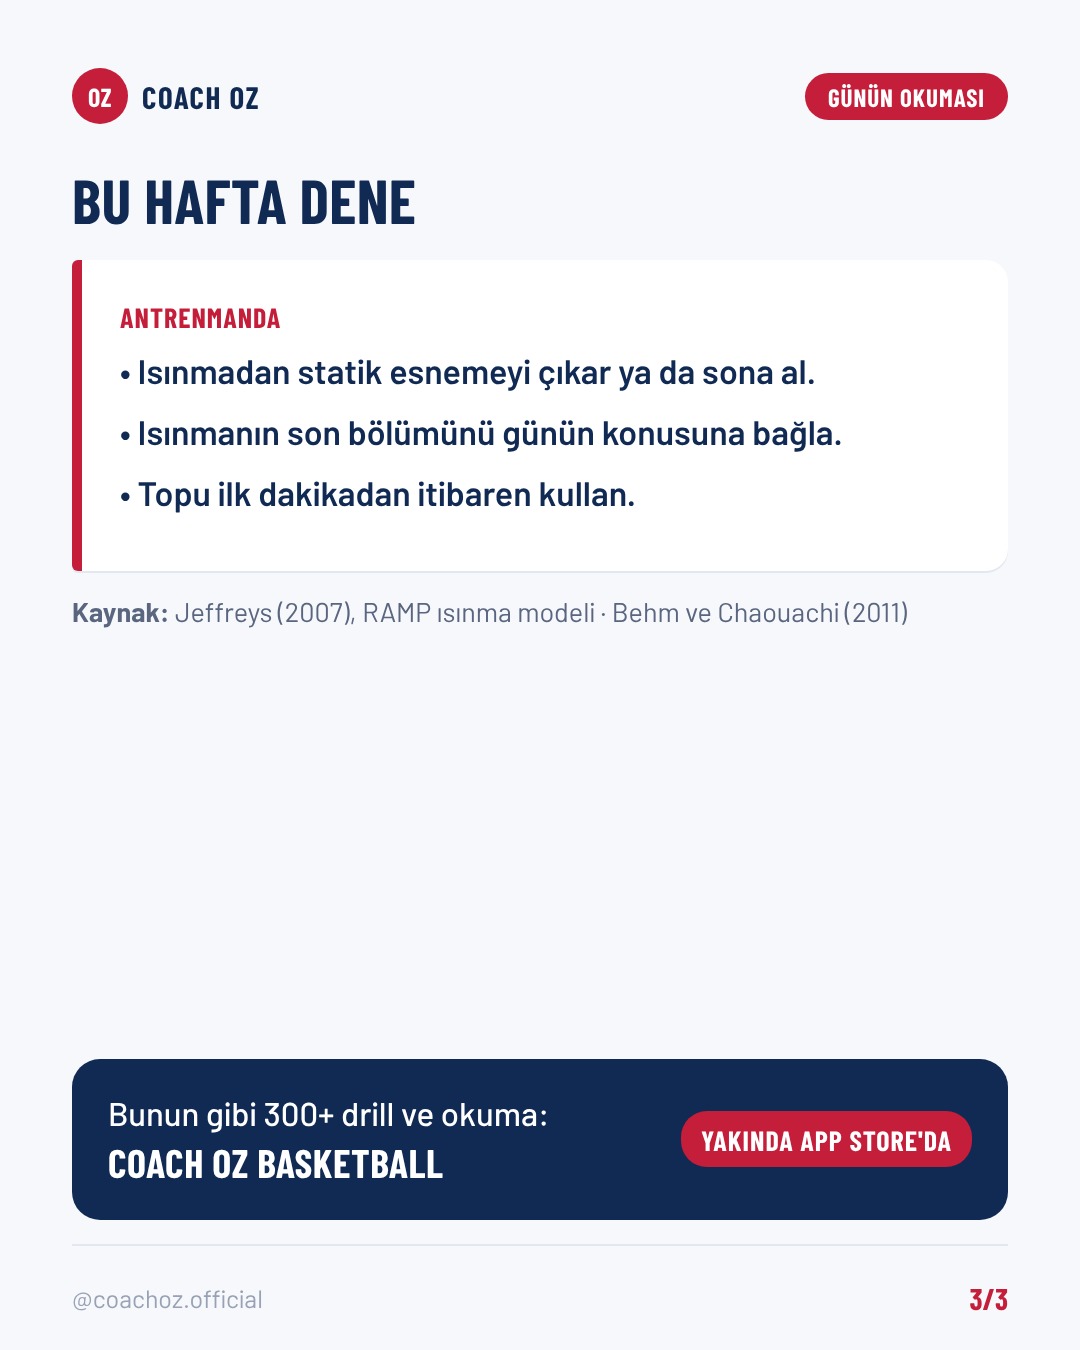 OZ COACH OZ
GÜNÜN OKUMASI
BU HAFTA DENE
ANTRENMANDA
• Isınmadan statik esnemeyi çıkar ya da sona al.
• Isınmanın son bölümünü günün konusuna bağla.
• Topu ilk dakikadan itibaren kullan.
Kaynak: Jeffreys (2007), RAMP ısınma modeli · Behm ve Chaouachi (2011)
Bunun gibi 300+ drill ve okuma:
COACH OZ BASKETBALL
YAKINDA APP STORE'DA
@coachoz.official
3/3